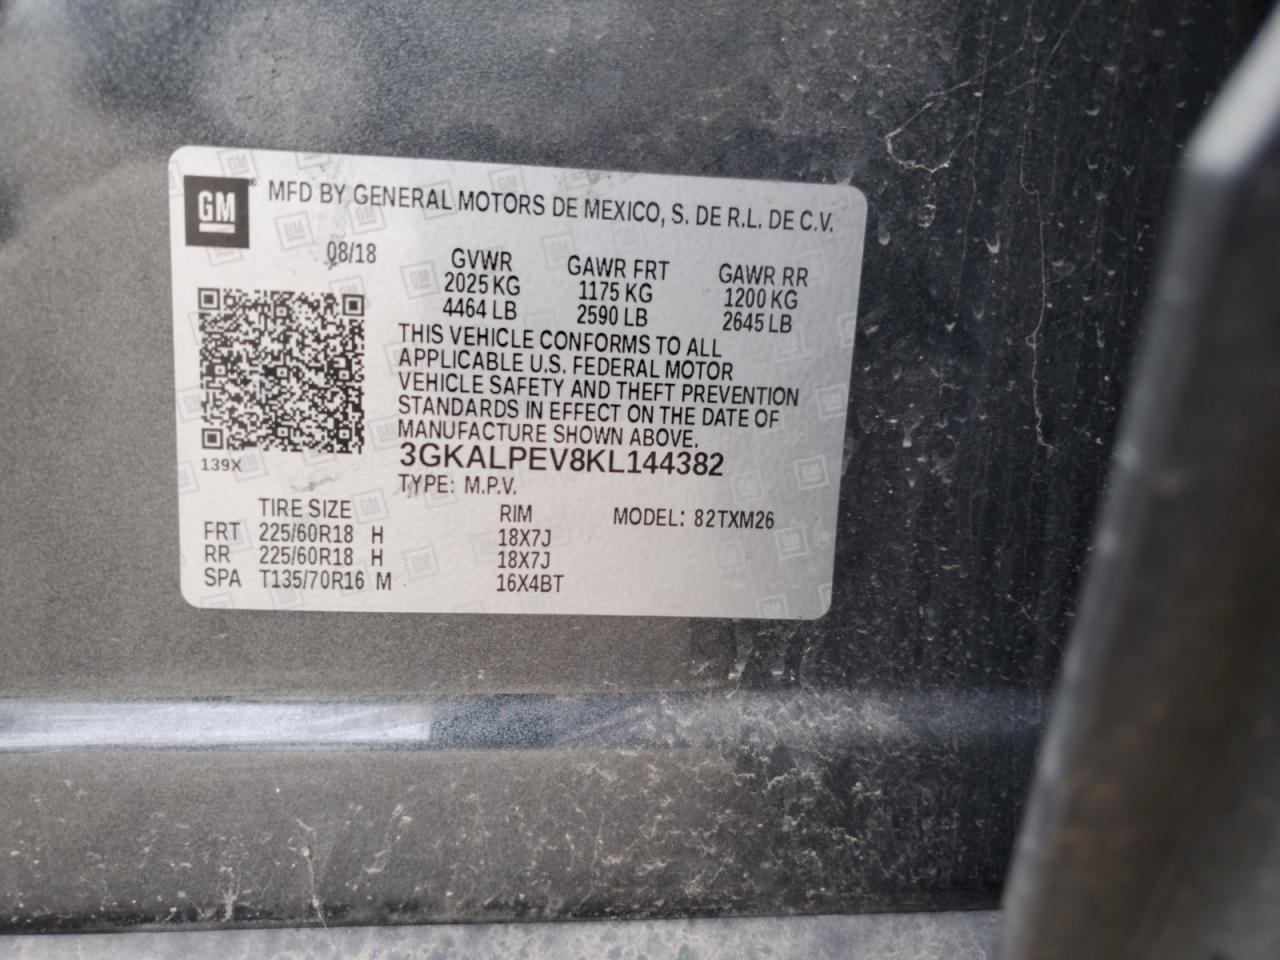 GM
MFD BY GENERAL MOTORS DE MEXICO, S. DE R.L. DE C.V.
08/18
GVWR GAWR FRT GAWR RR
2025 KG 1175 KG 1200 KG
4464 LB 2590 LB 2645 LB
THIS VEHICLE CONFORMS TO ALL
APPLICABLE U.S. FEDERAL MOTOR
VEHICLE SAFETY AND THEFT PREVENTION
STANDARDS IN EFFECT ON THE DATE OF
MANUFACTURE SHOWN ABOVE.
139X
3GKALPEV8KL144382
TYPE: M.P.V.
TIRE SIZE RIM MODEL: 82TXM26
FRT 225/60R18 H 18X7J
RR 225/60R18 H 18X7J
SPA T135/70R16 M 16X4BT